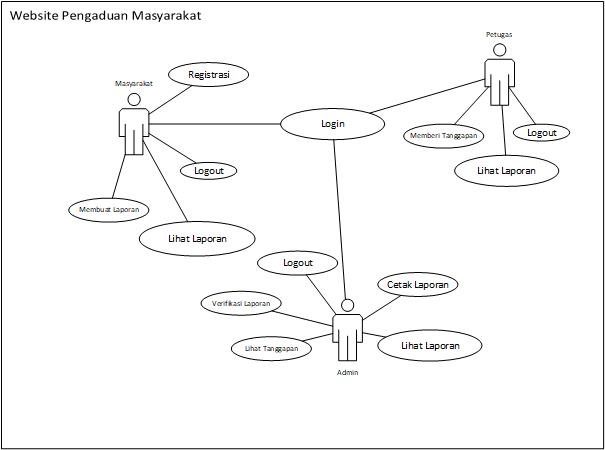 Website Pengaduan Masyarakat
Petugas
Masyarakat
Registrasi
Login
Memberi Tanggapan
Logout
Lihat Laporan
Logout
Membuat Laporan
Lihat Laporan
Logout
Cetak Laporan
Verifikasi Laporan
Lihat Tanggapan
Lihat Laporan
Admin